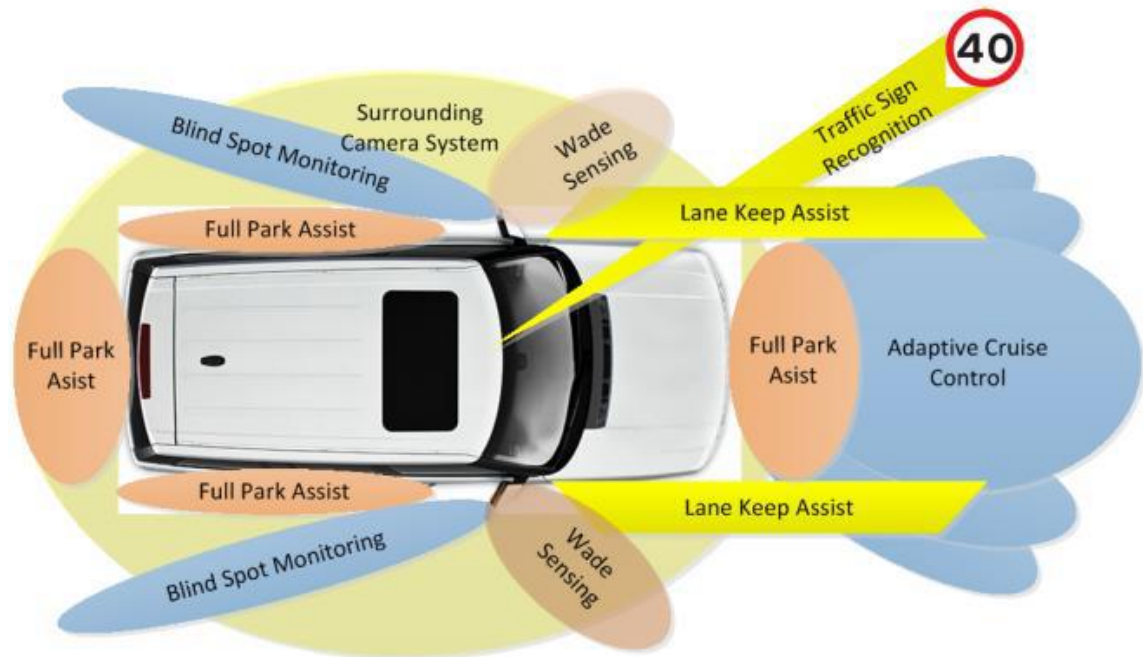 40
Traffic Sign
Recognition
Surrounding
Camera System
Wade
Sensing
Blind Spot Monitoring
Full Park Assist
Lane Keep Assist
Full Park
Asist
Full Park
Asist
Adaptive Cruise
Control
Full Park Assist
Lane Keep Assist
Blind Spot Monitoring
Wade
Sensing